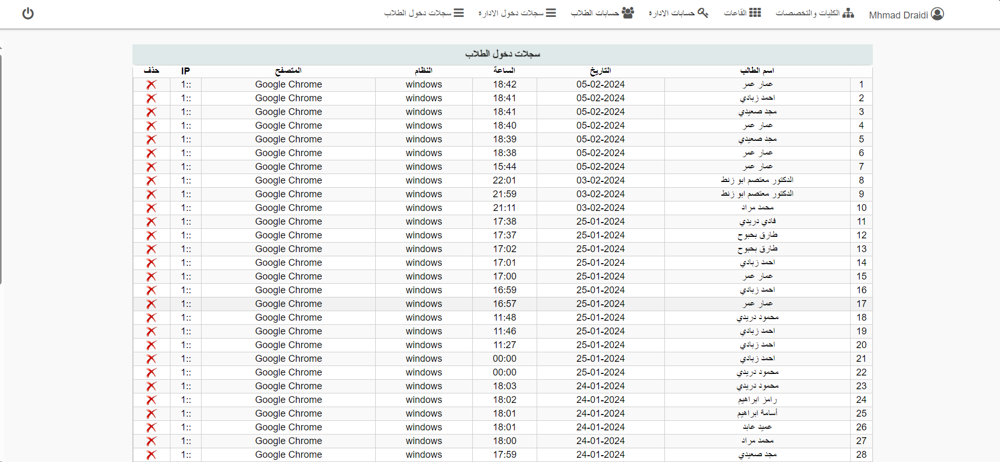 Mhmad Draidi الكليات والتخصصات القاعات حسابات الادارة حسابات الطلاب سجلات دخول الادارة سجلات دخول الطلاب
سجلات دخول الطلاب
اسم الطالب التاريخ الساعة النظام المتصفح IP حذف
1 عمار عمر 05-02-2024 18:42 windows Google Chrome 1::
2 احمد زبادي 05-02-2024 18:41 windows Google Chrome 1::
3 مجد صعيدي 05-02-2024 18:41 windows Google Chrome 1::
4 عمار عمر 05-02-2024 18:40 windows Google Chrome 1::
5 مجد صعيدي 05-02-2024 18:39 windows Google Chrome 1::
6 عمار عمر 05-02-2024 18:38 windows Google Chrome 1::
7 عمار عمر 05-02-2024 15:44 windows Google Chrome 1::
8 الدكتور معتصم ابو زنط 03-02-2024 22:01 windows Google Chrome 1::
9 الدكتور معتصم ابو زنط 03-02-2024 21:59 windows Google Chrome 1::
10 محمد مراد 03-02-2024 21:11 windows Google Chrome 1::
11 فادي دريدي 25-01-2024 17:38 windows Google Chrome 1::
12 طارق بحبوح 25-01-2024 17:37 windows Google Chrome 1::
13 طارق بحبوح 25-01-2024 17:02 windows Google Chrome 1::
14 احمد زبادي 25-01-2024 17:01 windows Google Chrome 1::
15 عمار عمر 25-01-2024 17:00 windows Google Chrome 1::
16 احمد زبادي 25-01-2024 16:59 windows Google Chrome 1::
17 عمار عمر 25-01-2024 16:57 windows Google Chrome 1::
18 محمود دريدي 25-01-2024 11:48 windows Google Chrome 1::
19 احمد زبادي 25-01-2024 11:46 windows Google Chrome 1::
20 احمد زبادي 25-01-2024 11:27 windows Google Chrome 1::
21 احمد زبادي 25-01-2024 00:00 windows Google Chrome 1::
22 محمود دريدي 25-01-2024 00:00 windows Google Chrome 1::
23 محمود دريدي 24-01-2024 18:03 windows Google Chrome 1::
24 رامز ابراهيم 24-01-2024 18:02 windows Google Chrome 1::
25 أسامة ابراهيم 24-01-2024 18:01 windows Google Chrome 1::
26 عميد عابد 24-01-2024 18:01 windows Google Chrome 1::
27 محمد مراد 24-01-2024 18:00 windows Google Chrome 1::
28 مجد صعيدي 24-01-2024 17:59 windows Google Chrome 1::